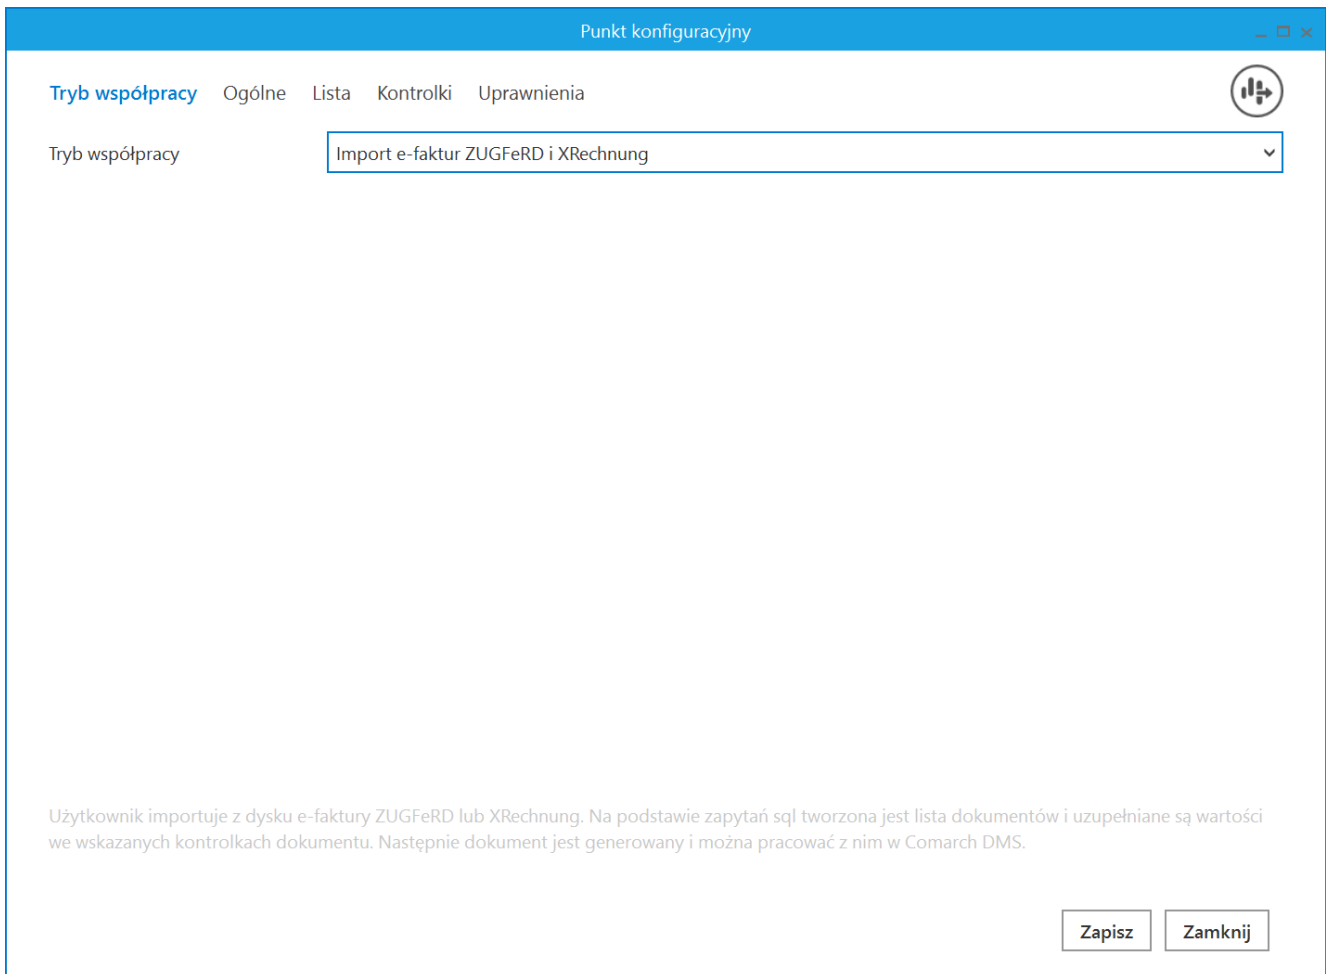 Punkt konfiguracyjny
Tryb współpracy Ogólne Lista Kontrolki Uprawnienia
Tryb współpracy Import e-faktur ZUGFeRD i XRechnung
Użytkownik importuje z dysku e-faktury ZUGFeRD lub XRechnung. Na podstawie zapytań sql tworzona jest lista dokumentów i uzupełniane są wartości
we wskazanych kontrolkach dokumentu. Następnie dokument jest generowany i można pracować z nim w Comarch DMS.
Zapisz Zamknij